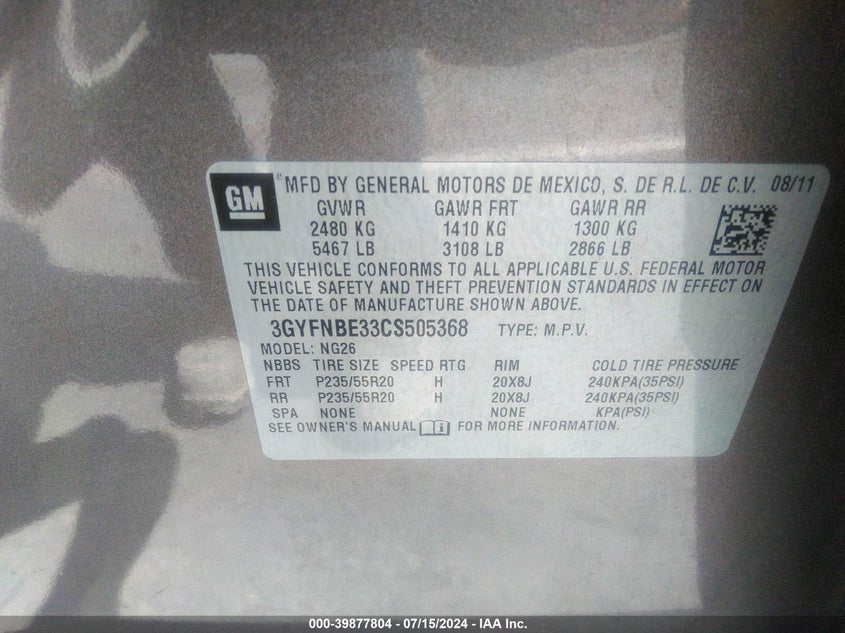 GM ® MFD BY GENERAL MOTORS DE MEXICO, S. DE R.L. DE C.V. 08/11
GVWR GAWR FRT GAWR RR
2480 KG 1410 KG 1300 KG
5467 LB 3108 LB 2866 LB
THIS VEHICLE CONFORMS TO ALL APPLICABLE U.S. FEDERAL MOTOR
VEHICLE SAFETY AND THEFT PREVENTION STANDARDS IN EFFECT ON
THE DATE OF MANUFACTURE SHOWN ABOVE.
3GYFNBE33CS505368 TYPE: M.P.V.
MODEL: NG26
NBBS TIRE SIZE SPEED RTG RIM COLD TIRE PRESSURE
FRT P235/55R20 H 20X8J 240KPA(35PSI)
RR P235/55R20 H 20X8J 240KPA(35PSI)
SPA NONE NONE KPA(PSI)
SEE OWNER'S MANUAL i FOR MORE INFORMATION.
000-39877804 - 07/15/2024 - IAA Inc.